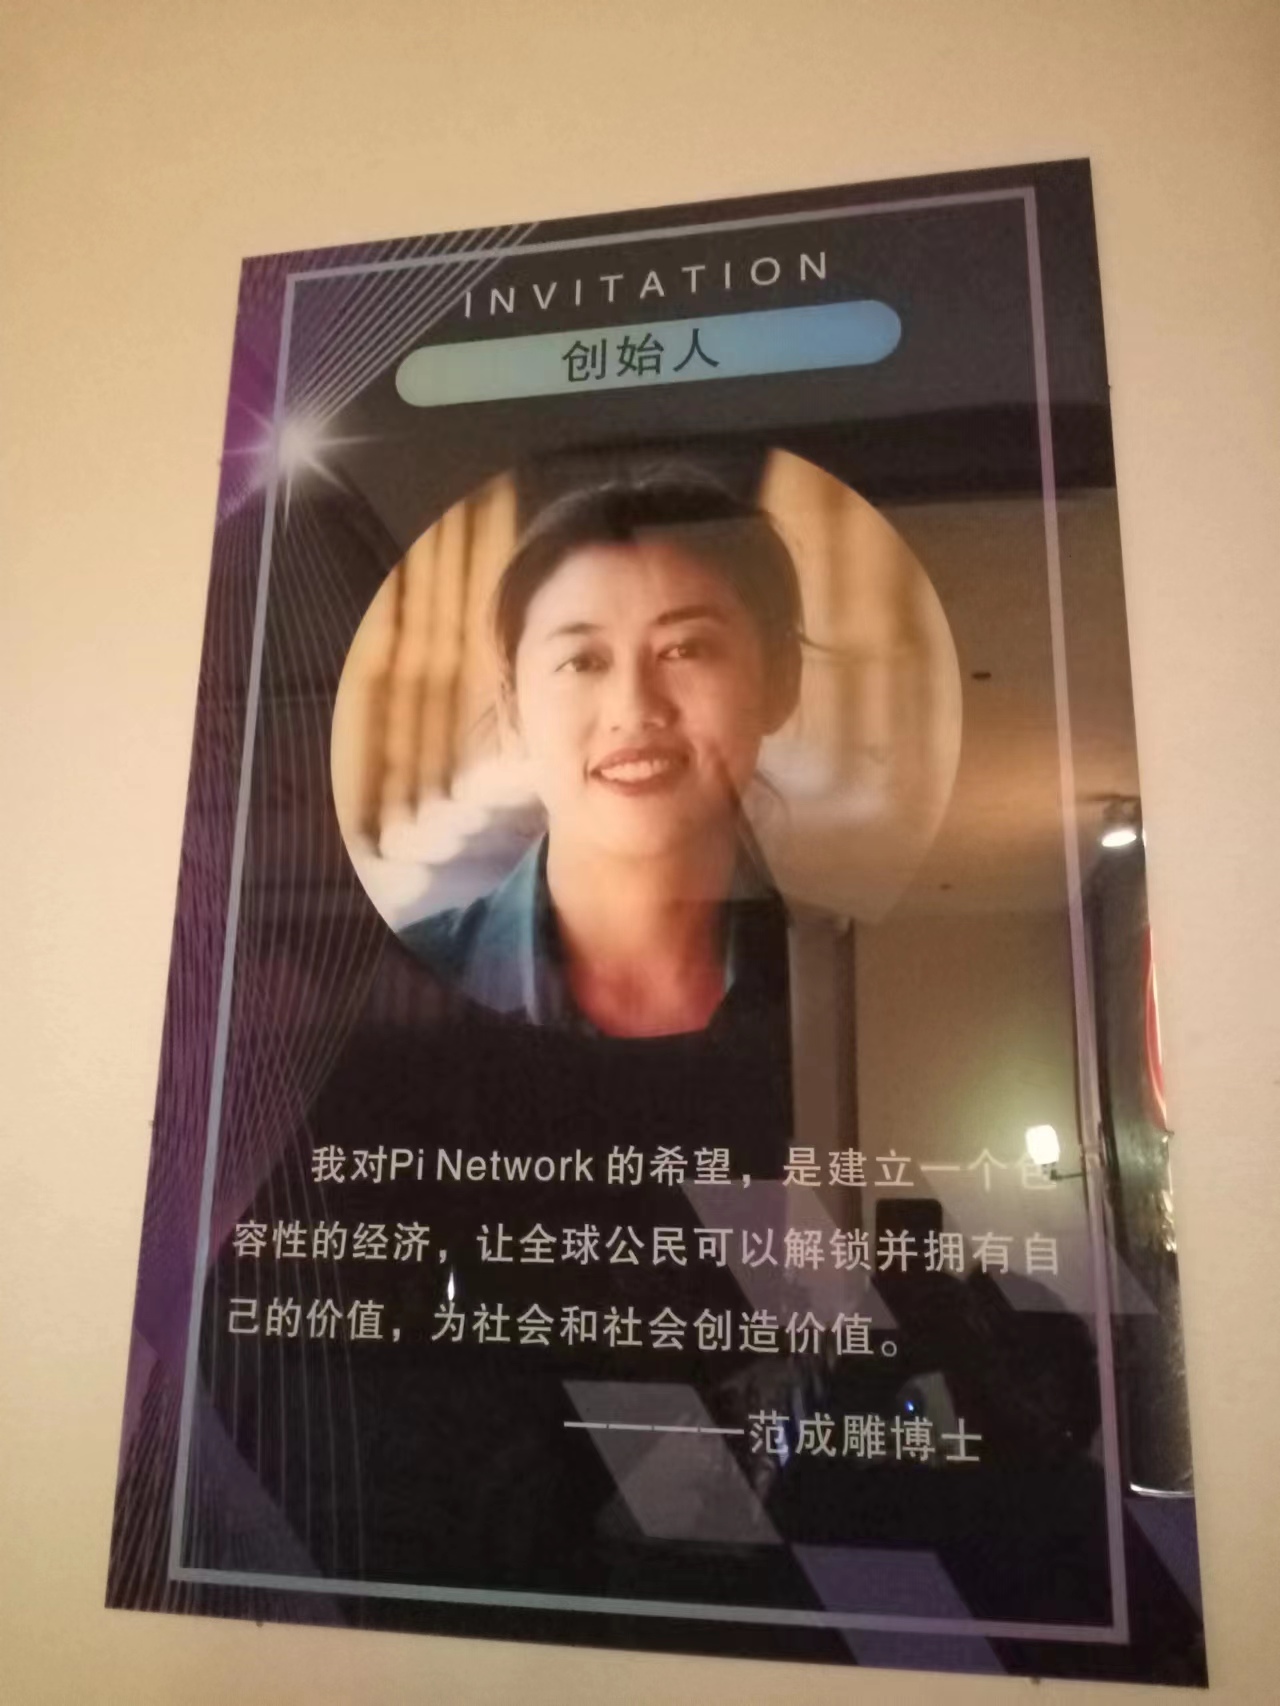 INVITATION
创始人
我对Pi Network 的希望，是建立一个包
容性的经济，让全球公民可以解锁并拥有自
己的价值，为社会和社会创造价值。
————范成雕博士